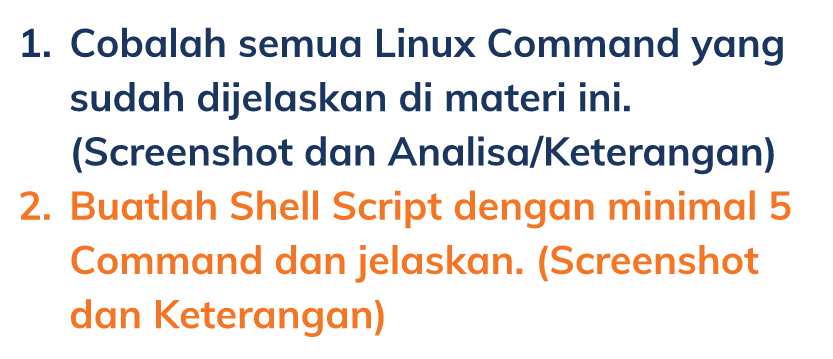 1. Cobalah semua Linux Command yang
sudah dijelaskan di materi ini.
(Screenshot dan Analisa/Keterangan)
2. Buatlah Shell Script dengan minimal 5
Command dan jelaskan. (Screenshot
dan Keterangan)